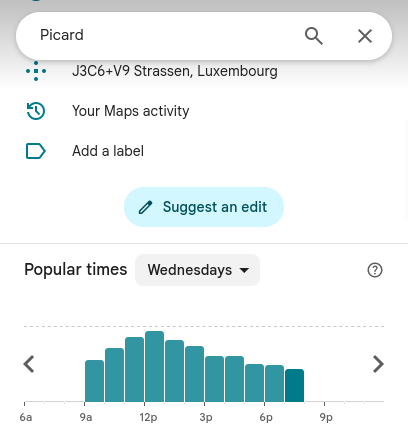 Picard
J3C6+V9 Strassen, Luxembourg
Your Maps activity
Add a label
Suggest an edit
Popular times Wednesdays
6a 9a 12p 3p 6p 9p